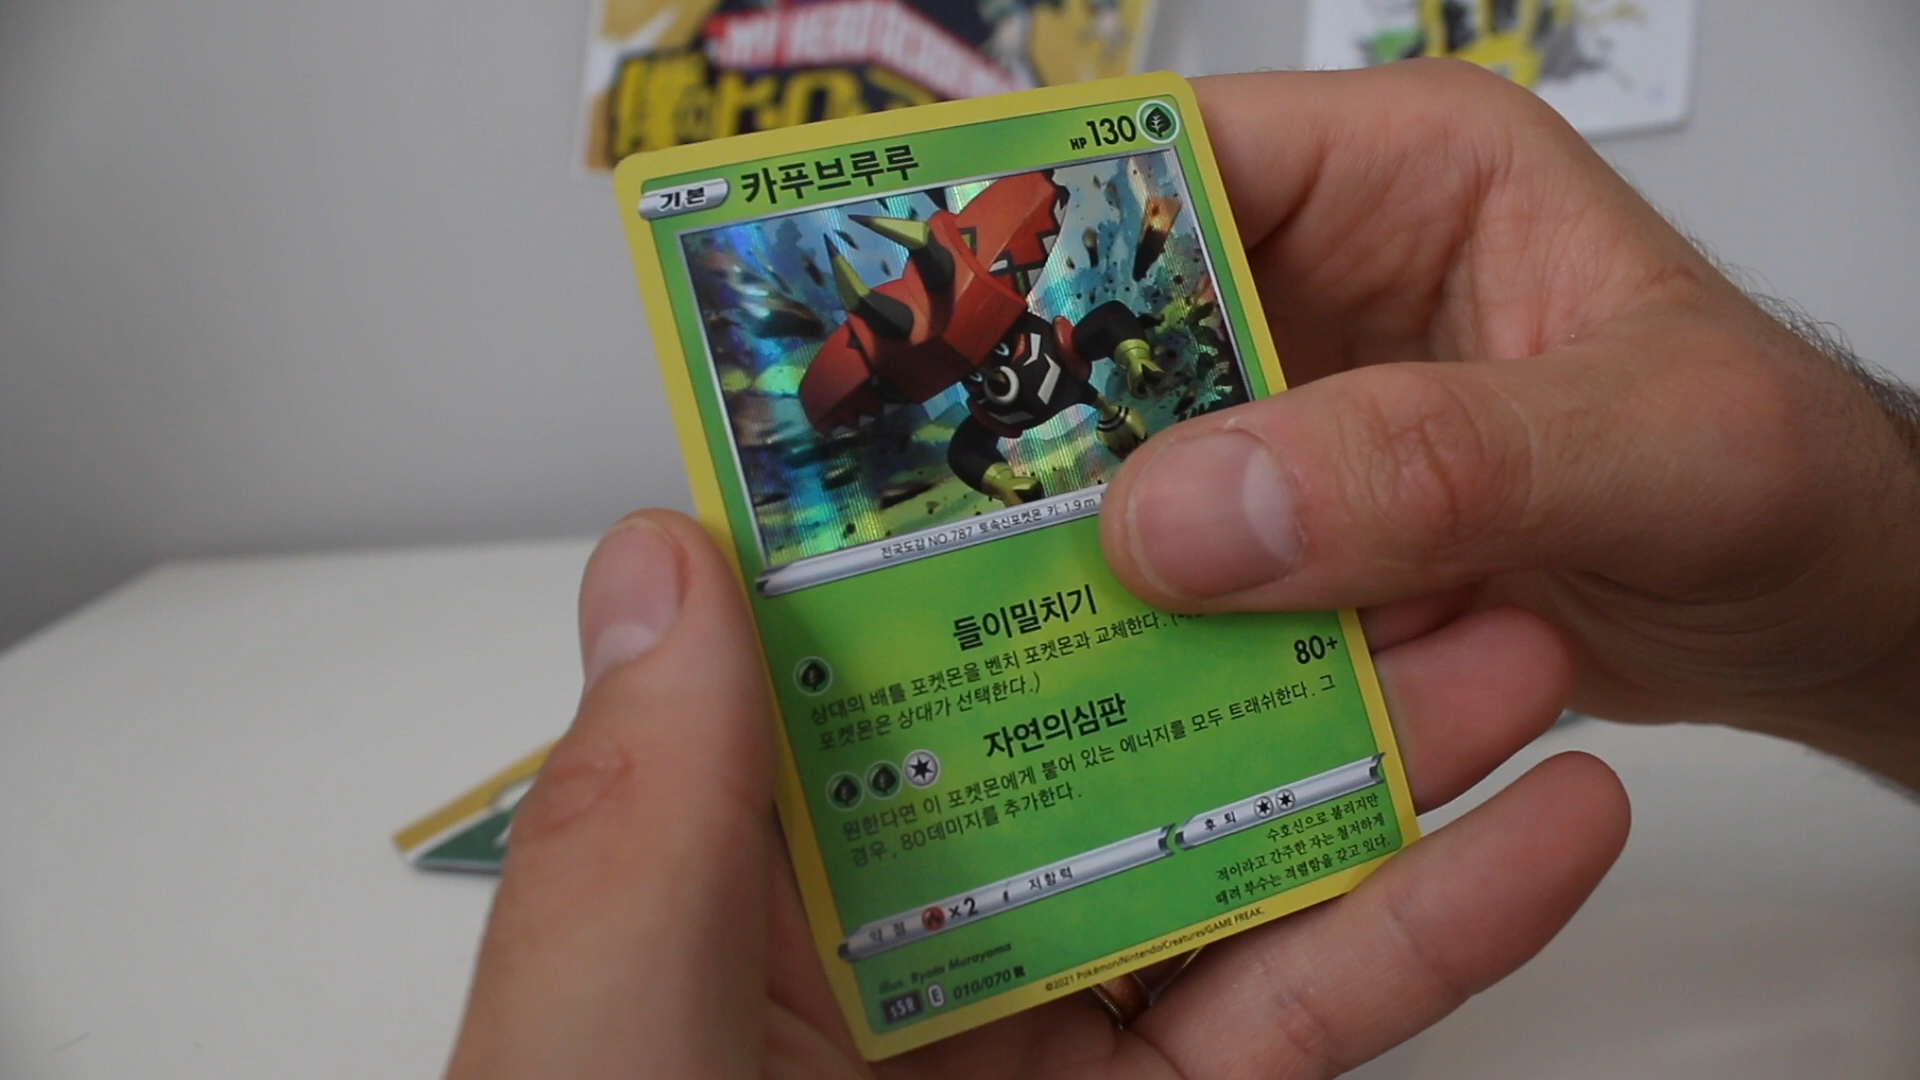 MY HERO ACADEMIA
기본 카푸브루루 HP 130
전국도감 NO.787 토속신포켓몬 키: 1.9m
들이밀치기
상대의 배틀 포켓몬을 벤치 포켓몬과 교체한다.
포켓몬은 상대가 선택한다.)
자연의심판 80+
원한다면 이 포켓몬에게 붙어 있는 에너지를 모두 트래쉬한다. 그
경우, 80데미지를 추가한다.
약점 ×2 저항력 후퇴
수호신으로 불리지만
적이라고 간주한 자는 철저하게
때려 부수는 격렬함을 갖고 있다.
illus. Ryota Murayama
s5R E 010/070 R
©2021 Pokémon/Nintendo/Creatures/GAME FREAK.